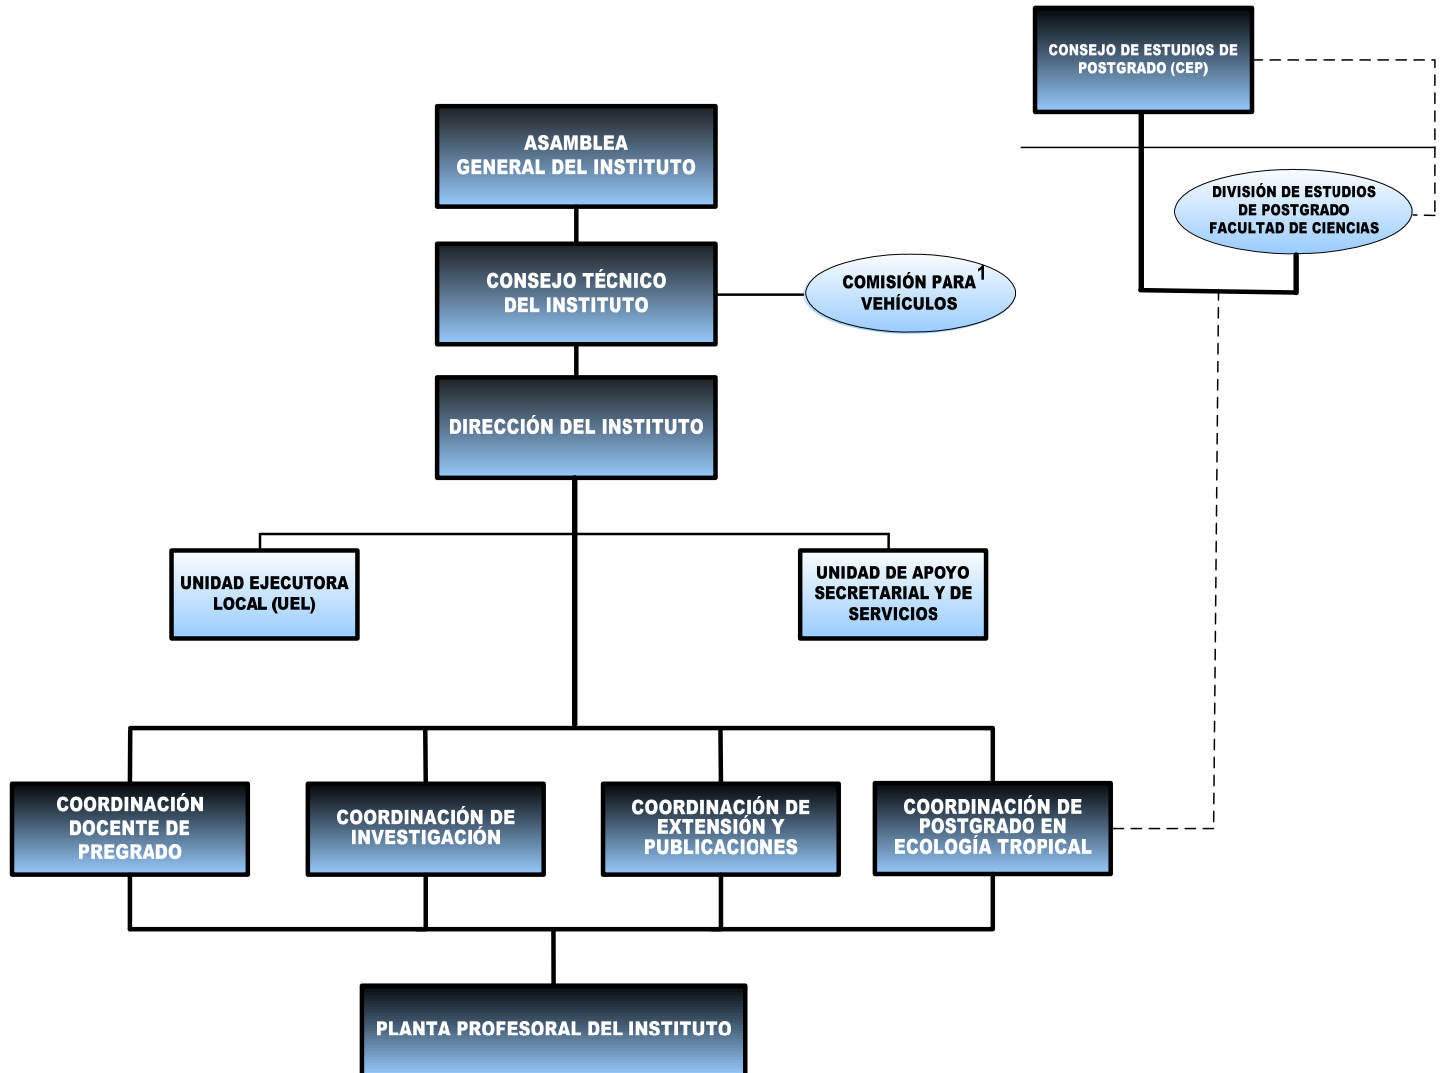 CONSEJO DE ESTUDIOS DE
POSTGRADO (CEP)
ASAMBLEA
GENERAL DEL INSTITUTO
DIVISIÓN DE ESTUDIOS
DE POSTGRADO
FACULTAD DE CIENCIAS
CONSEJO TÉCNICO
DEL INSTITUTO
COMISIÓN PARA 1
VEHÍCULOS
DIRECCIÓN DEL INSTITUTO
UNIDAD EJECUTORA
LOCAL (UEL)
UNIDAD DE APOYO
SECRETARIAL Y DE
SERVICIOS
COORDINACIÓN
DOCENTE DE
PREGRADO
COORDINACIÓN DE
INVESTIGACIÓN
COORDINACIÓN DE
EXTENSIÓN Y
PUBLICACIONES
COORDINACIÓN DE
POSTGRADO EN
ECOLOGÍA TROPICAL
PLANTA PROFESORAL DEL INSTITUTO